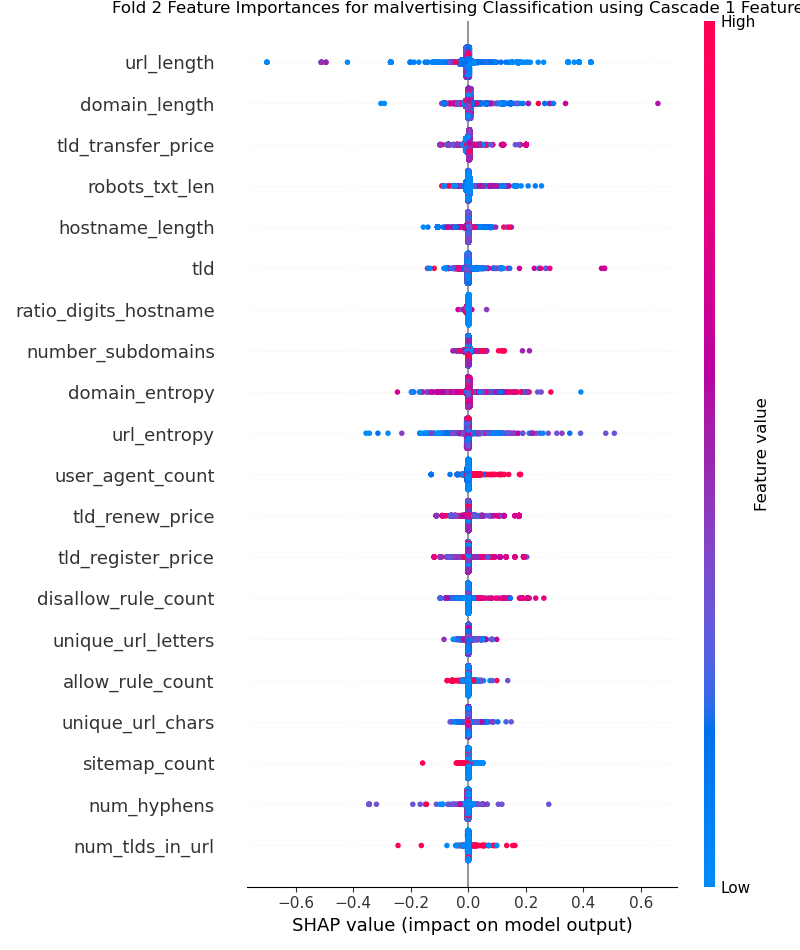 Fold 2 Feature Importances for malvertising Classification using Cascade 1 Feature
High
url_length
domain_length
tld_transfer_price
robots_txt_len
hostname_length
tld
ratio_digits_hostname
number_subdomains
domain_entropy
url_entropy
user_agent_count
tld_renew_price
tld_register_price
disallow_rule_count
unique_url_letters
allow_rule_count
unique_url_chars
sitemap_count
num_hyphens
num_tlds_in_url
Feature value
Low
−0.6 −0.4 −0.2 0.0 0.2 0.4 0.6
SHAP value (impact on model output)